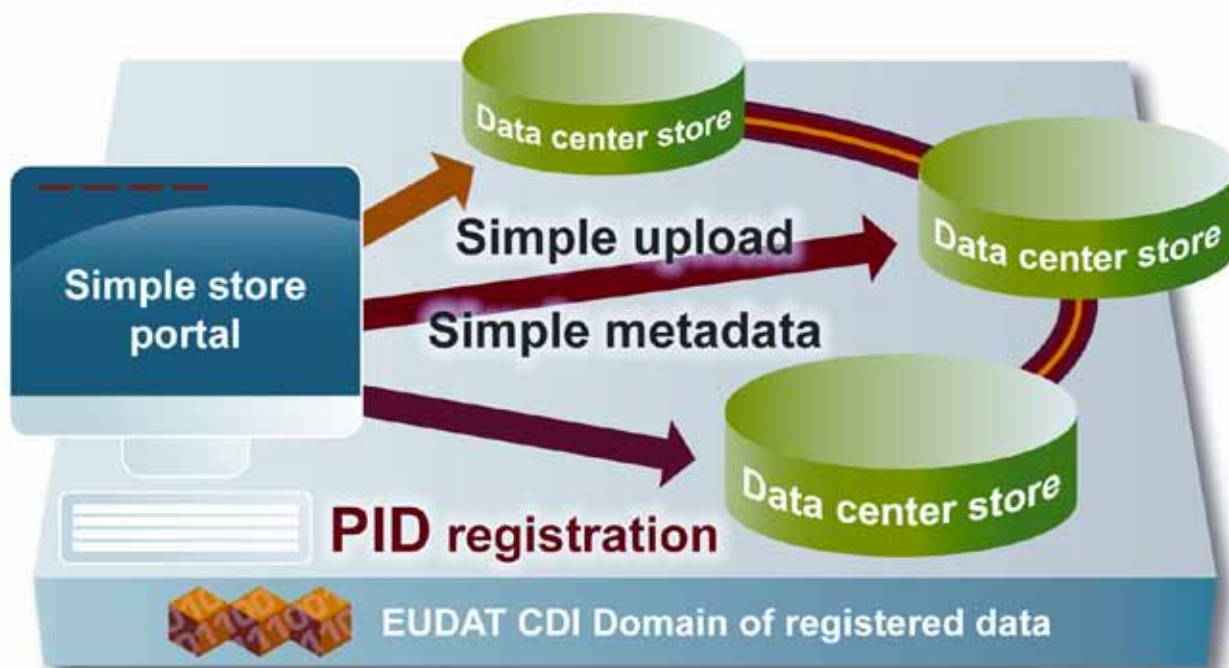 Data center store
Data center store
Simple store
portal
Simple upload
Simple metadata
Data center store
PID registration
EUDAT CDI Domain of registered data